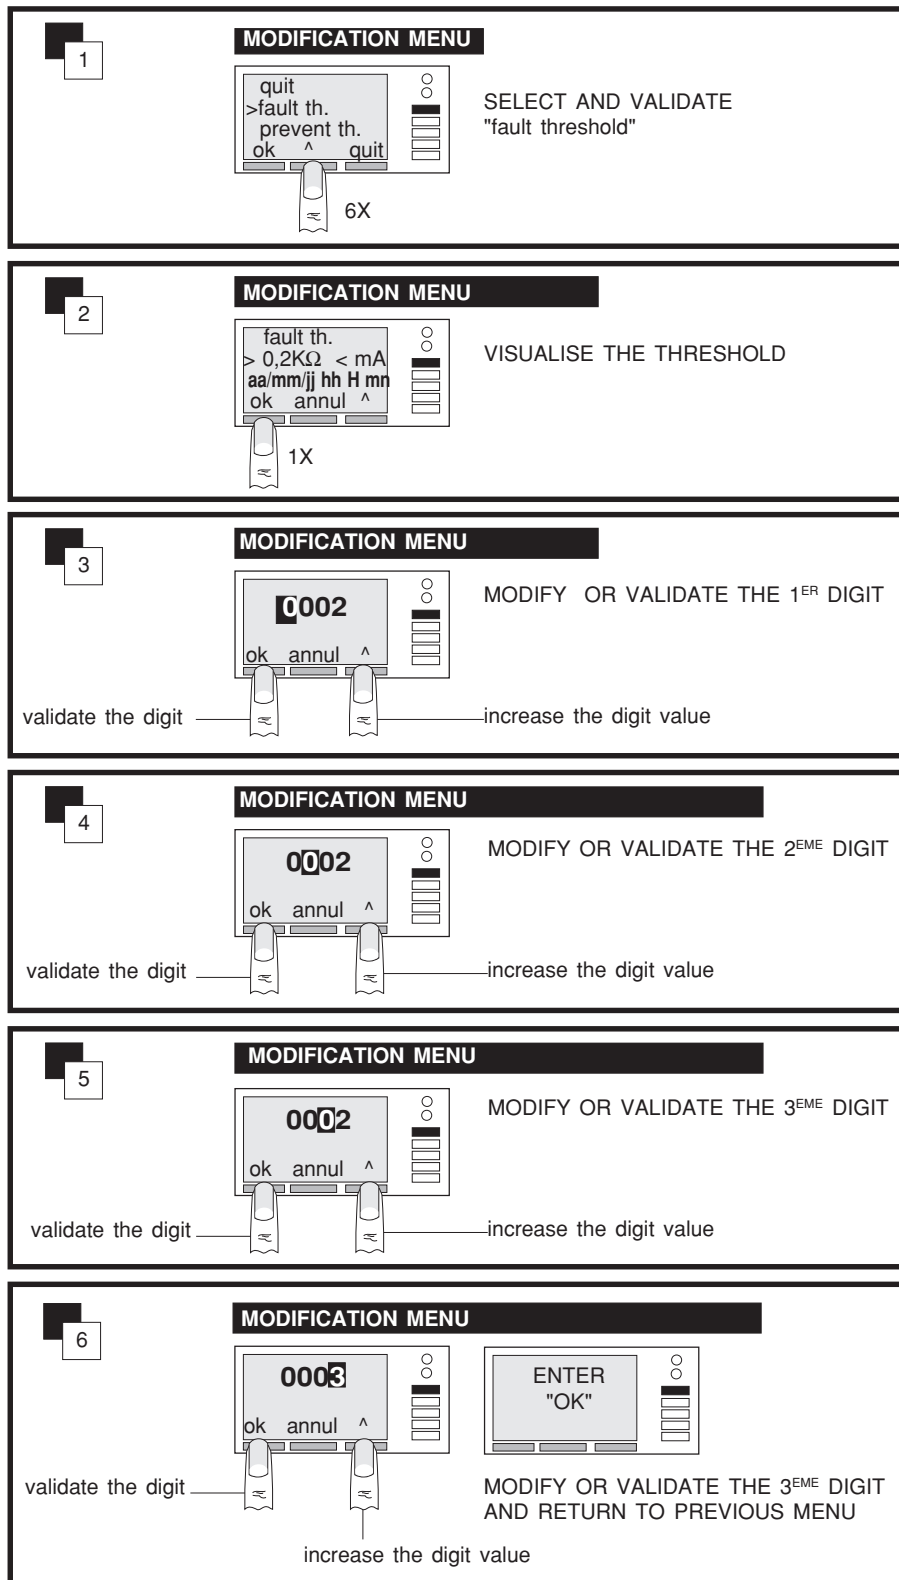 1
MODIFICATION MENU
quit
>fault th.
prevent th.
ok ^ quit
6X
SELECT AND VALIDATE
"fault threshold"
2
MODIFICATION MENU
fault th.
> 0,2KΩ < mA
aa/mm/jj hh H mn
ok annul ^
1X
VISUALISE THE THRESHOLD
3
MODIFICATION MENU
0002
ok annul ^
MODIFY OR VALIDATE THE 1ER DIGIT
validate the digit
increase the digit value
4
MODIFICATION MENU
0002
ok annul ^
MODIFY OR VALIDATE THE 2EME DIGIT
validate the digit
increase the digit value
5
MODIFICATION MENU
0002
ok annul ^
MODIFY OR VALIDATE THE 3EME DIGIT
validate the digit
increase the digit value
6
MODIFICATION MENU
0003
ok annul ^
ENTER
"OK"
validate the digit
MODIFY OR VALIDATE THE 3EME DIGIT
AND RETURN TO PREVIOUS MENU
increase the digit value